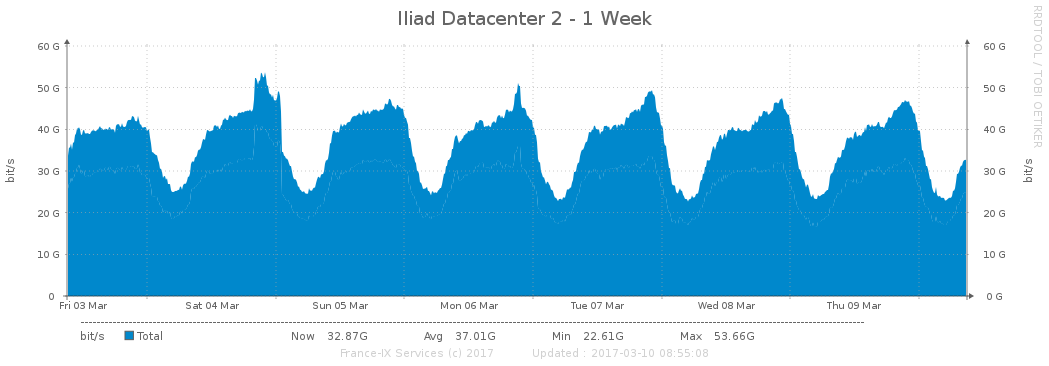 Iliad Datacenter 2 - 1 Week
RRDTOOL / TOBI OETIKER
bit/s
bit/s
60 G
60 G
50 G
50 G
40 G
40 G
30 G
30 G
20 G
20 G
10 G
10 G
0
0 G
Fri 03 Mar Sat 04 Mar Sun 05 Mar Mon 06 Mar Tue 07 Mar Wed 08 Mar Thu 09 Mar
bit/s Total Now 32.87G Avg 37.01G Min 22.61G Max 53.66G
France-IX Services (c) 2017 Updated : 2017-03-10 08:55:08